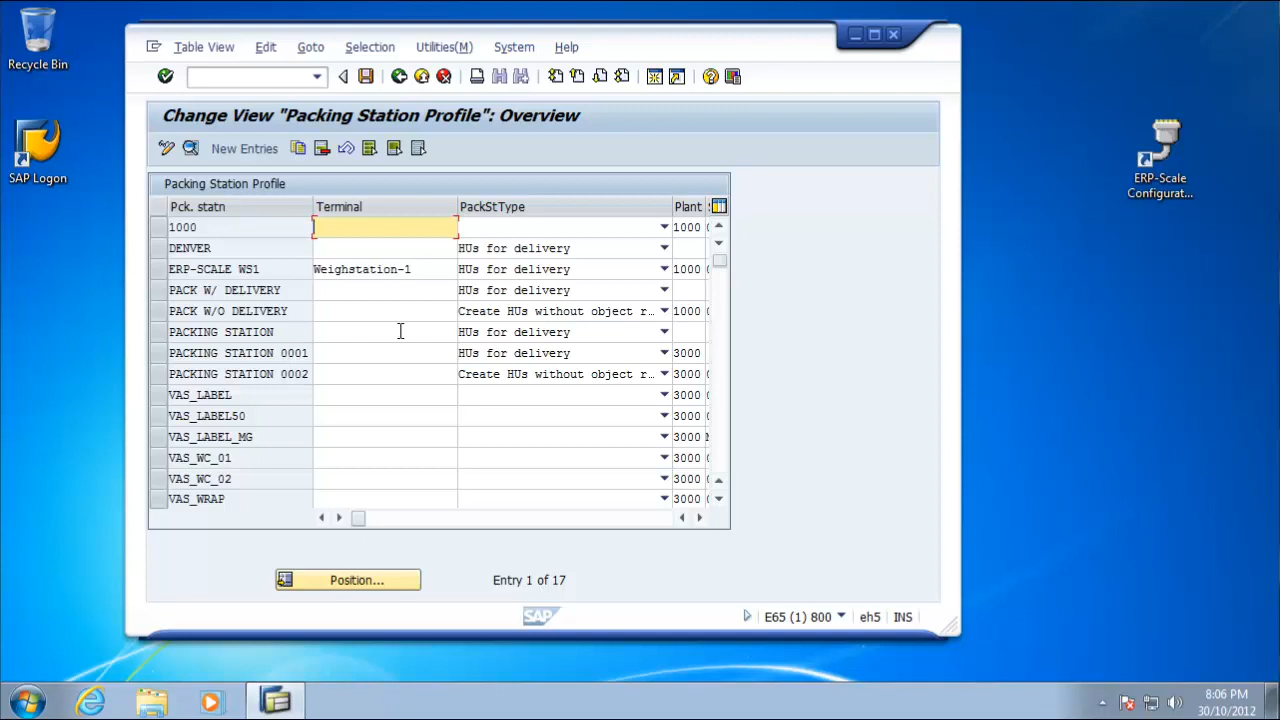 Recycle Bin
SAP Logon
ERP-Scale
Configurat...
Table View Edit Goto Selection Utilities(M) System Help
Change View "Packing Station Profile": Overview
New Entries
Packing Station Profile
Pck. statn Terminal PackStType Plant
1000 1000
DENVER HUs for delivery
ERP-SCALE WS1 Weighstation-1 HUs for delivery 1000
PACK W/ DELIVERY HUs for delivery
PACK W/O DELIVERY Create HUs without object r… 1000
PACKING STATION HUs for delivery
PACKING STATION 0001 HUs for delivery 3000
PACKING STATION 0002 Create HUs without object r… 3000
VAS_LABEL 3000
VAS_LABEL50 3000
VAS_LABEL_MG 3000
VAS_WC_01 3000
VAS_WC_02 3000
VAS_WRAP 3000
Position... Entry 1 of 17
SAP E65 (1) 800 eh5 INS
8:06 PM
30/10/2012